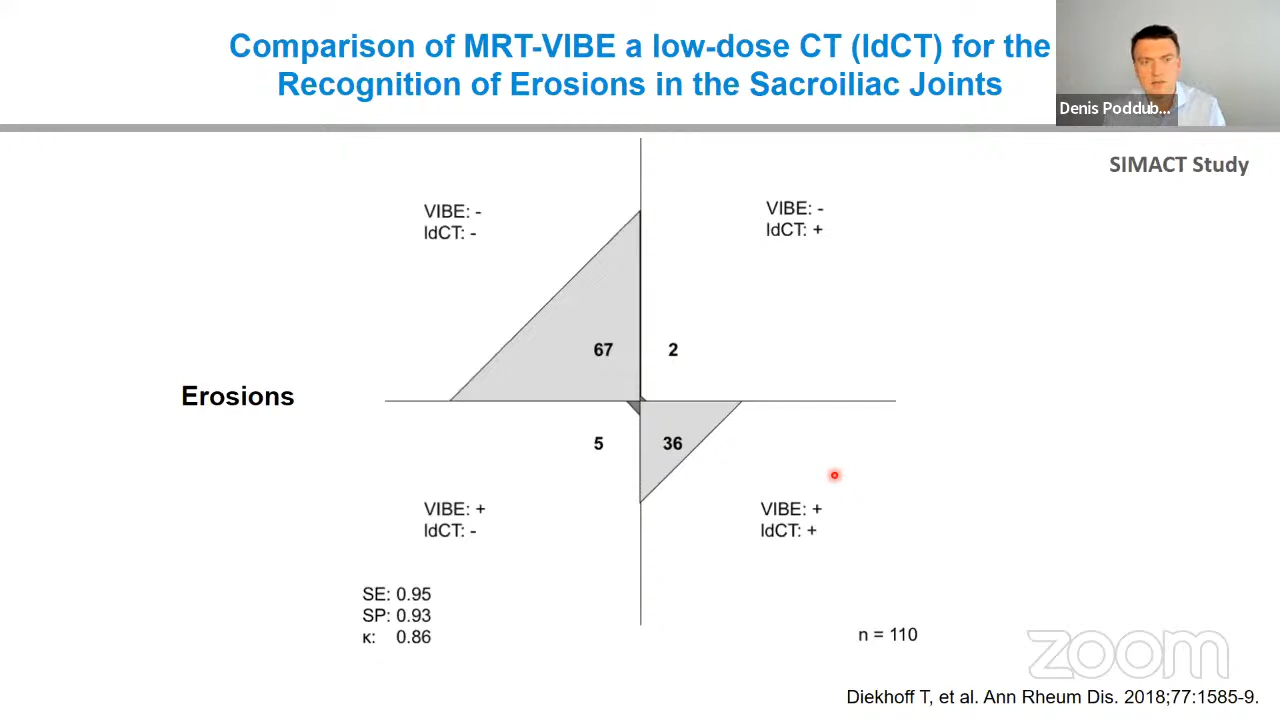 Comparison of MRT-VIBE a low-dose CT (ldCT) for the
Recognition of Erosions in the Sacroiliac Joints
Denis Poddub...
SIMACT Study
VIBE: -
ldCT: -
VIBE: -
ldCT: +
67
2
Erosions
5
36
VIBE: +
ldCT: -
VIBE: +
ldCT: +
SE: 0.95
SP: 0.93
κ: 0.86
n = 110
zoom
Diekhoff T, et al. Ann Rheum Dis. 2018;77:1585-9.